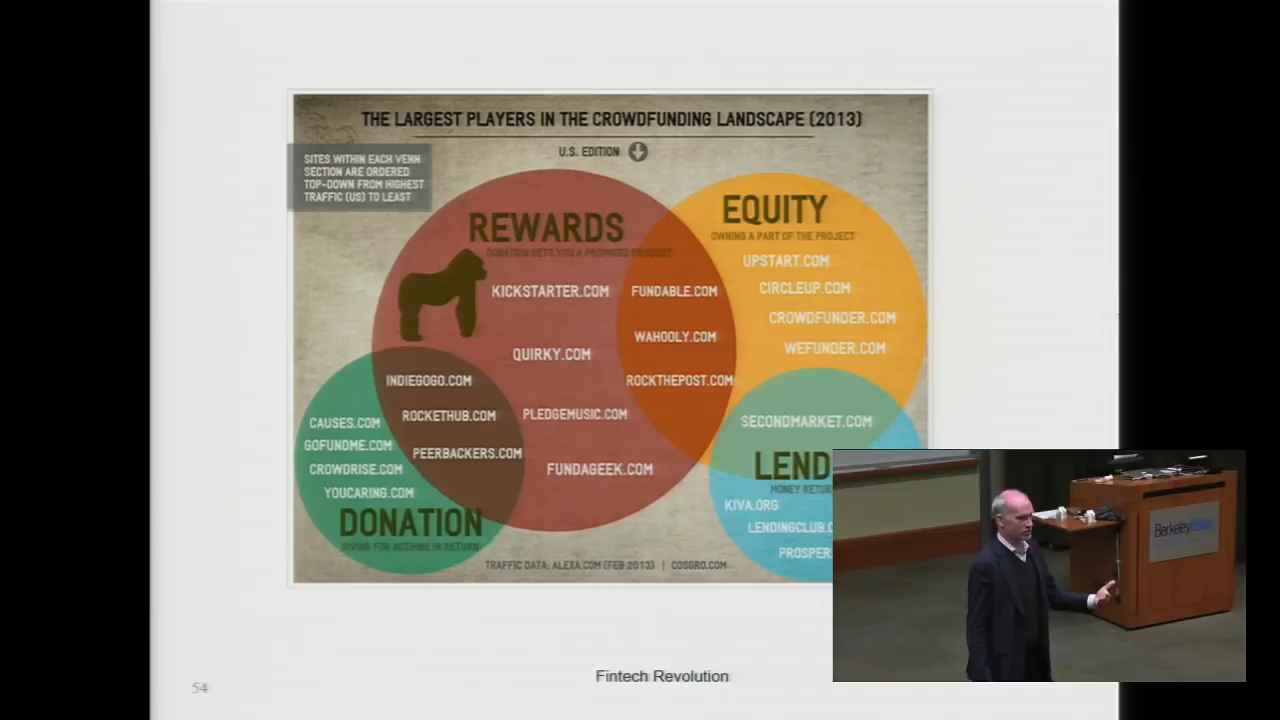 THE LARGEST PLAYERS IN THE CROWDFUNDING LANDSCAPE (2013)
U.S. EDITION
SITES WITHIN EACH VENN
SECTION ARE ORDERED
TOP-DOWN FROM HIGHEST
TRAFFIC (US) TO LEAST
REWARDS
DONATION GETS YOU A PROMISED PRODUCT
KICKSTARTER.COM
QUIRKY.COM
PLEDGEMUSIC.COM
FUNDAGEEK.COM
FUNDABLE.COM
WAHOOLY.COM
ROCKTHEPOST.COM
EQUITY
OWNING A PART OF THE PROJECT
UPSTART.COM
CIRCLEUP.COM
CROWDFUNDER.COM
WEFUNDER.COM
INDIEGOGO.COM
ROCKETHUB.COM
PEERBACKERS.COM
CAUSES.COM
GOFUNDME.COM
CROWDRISE.COM
YOUCARING.COM
DONATION
GIVING FOR NOTHING IN RETURN
SECONDMARKET.COM
LEND
MONEY RETUR
KIVA.ORG
LENDINGCLUB.C
PROSPER
TRAFFIC DATA: ALEXA.COM (FEB 2013) | COSGRO.COM
BerkeleyHaas
Fintech Revolution
54